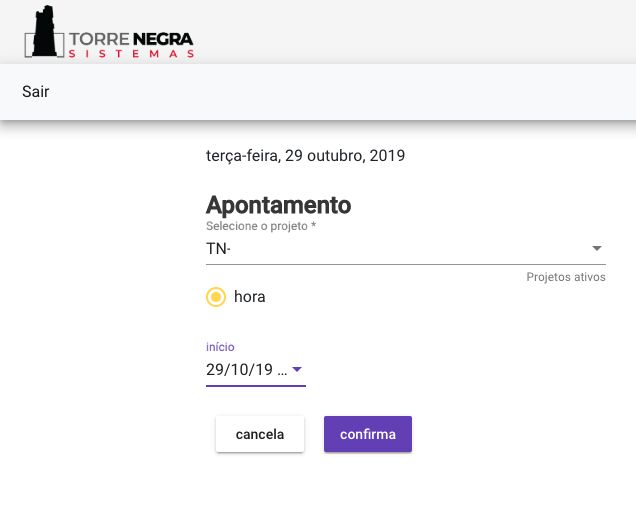 TORRE NEGRA
SISTEMAS
Sair
terça-feira, 29 outubro, 2019
Apontamento
Selecione o projeto *
TN-
Projetos ativos
hora
início
29/10/19 ...
cancela confirma